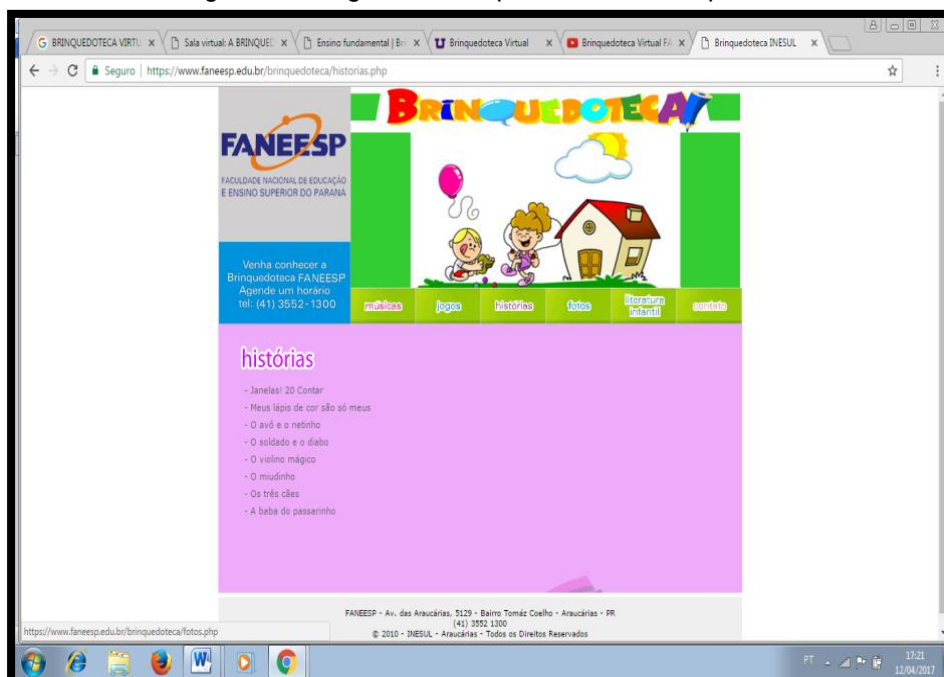 BRINQUEDOTECA VIRTU
Sala virtual: A BRINQUED
Ensino fundamental | Br
Brinquedoteca Virtual
Brinquedoteca Virtual FA
Brinquedoteca INESUL
Seguro | https://www.faneesp.edu.br/brinquedoteca/historias.php
BRINQUEDOTECA
FANEESP
FACULDADE NACIONAL DE EDUCAÇÃO
E ENSINO SUPERIOR DO PARANÁ
Venha conhecer a
Brinquedoteca FANEESP
Agende um horário
tel: (41) 3552-1300
músicas jogos histórias fotos literatura infantil contato
histórias
- Janelas! 20 Contar
- Meus lápis de cor são só meus
- O avô e o netinho
- O soldado e o diabo
- O violino mágico
- O miudinho
- Os três cães
- A baba do passarinho
FANEESP - Av. das Araucárias, 5129 - Bairro Tomáz Coelho - Araucárias - PR
(41) 3552 1300
© 2010 - INESUL - Araucárias - Todos os Direitos Reservados
https://www.faneesp.edu.br/brinquedoteca/fotos.php
PT
17:21
12/04/2017